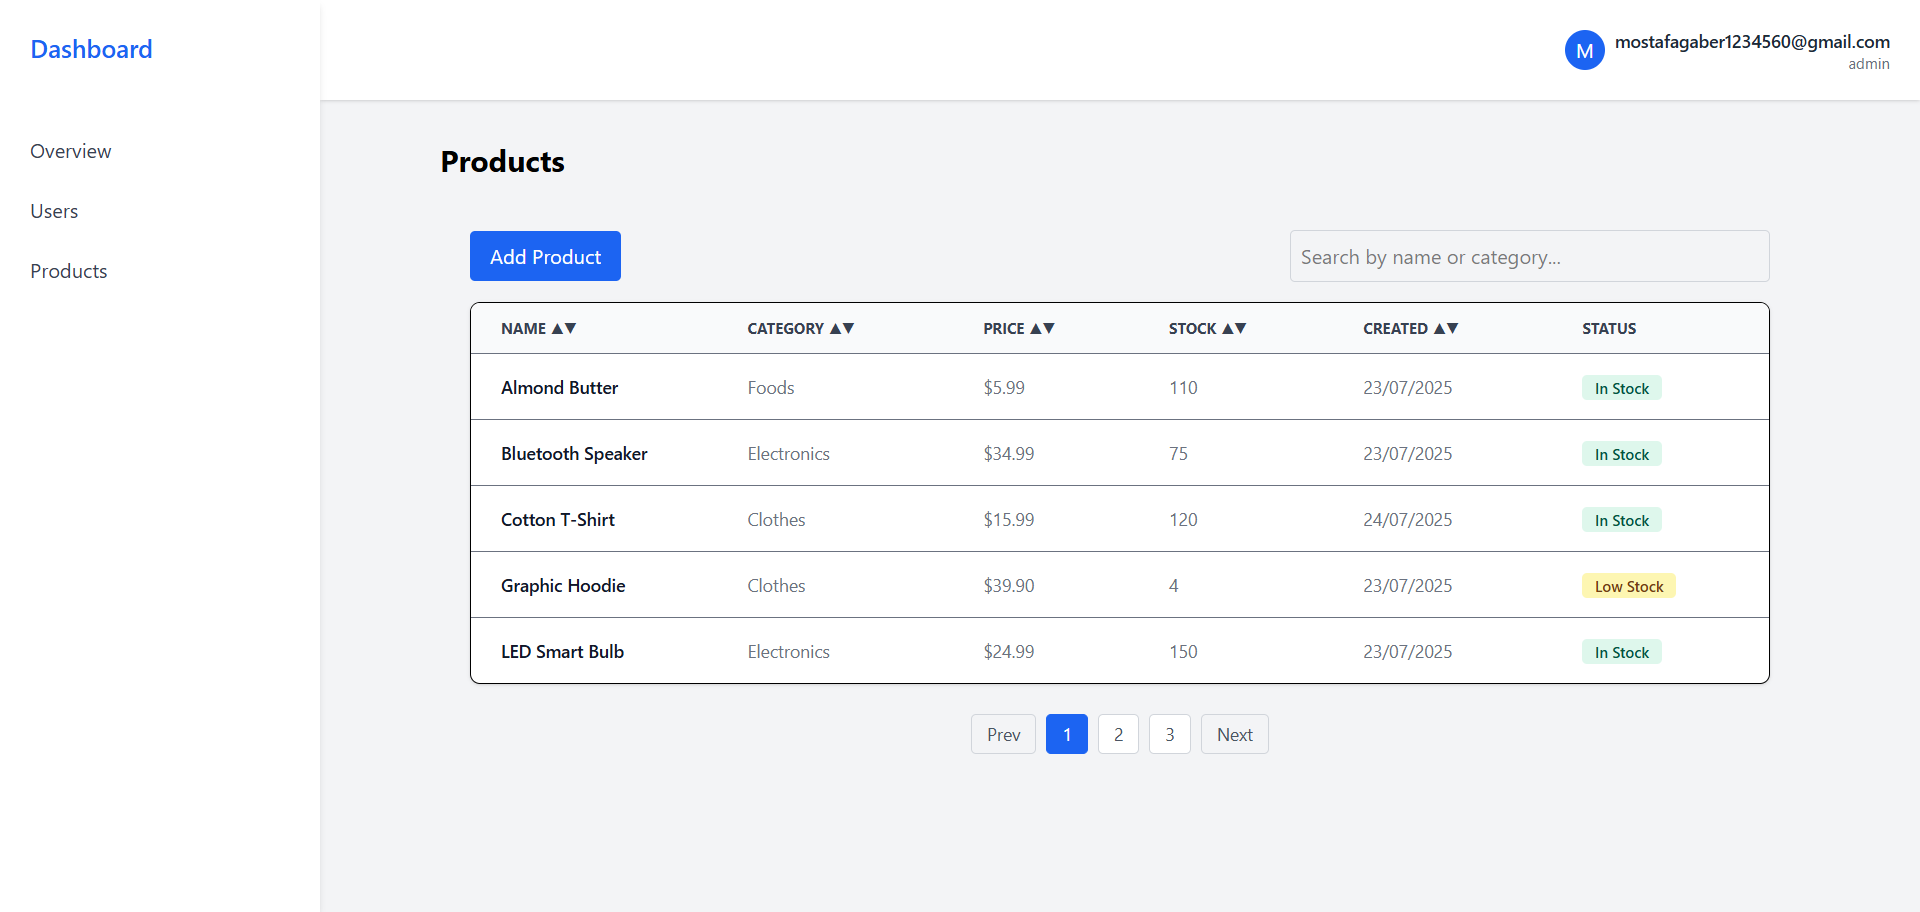 Dashboard
M
mostafagaber1234560@gmail.com
admin
Overview
Users
Products
Products
Add Product
Search by name or category...
NAME ▲▼ CATEGORY ▲▼ PRICE ▲▼ STOCK ▲▼ CREATED ▲▼ STATUS
Almond Butter Foods $5.99 110 23/07/2025 In Stock
Bluetooth Speaker Electronics $34.99 75 23/07/2025 In Stock
Cotton T-Shirt Clothes $15.99 120 24/07/2025 In Stock
Graphic Hoodie Clothes $39.90 4 23/07/2025 Low Stock
LED Smart Bulb Electronics $24.99 150 23/07/2025 In Stock
Prev 1 2 3 Next